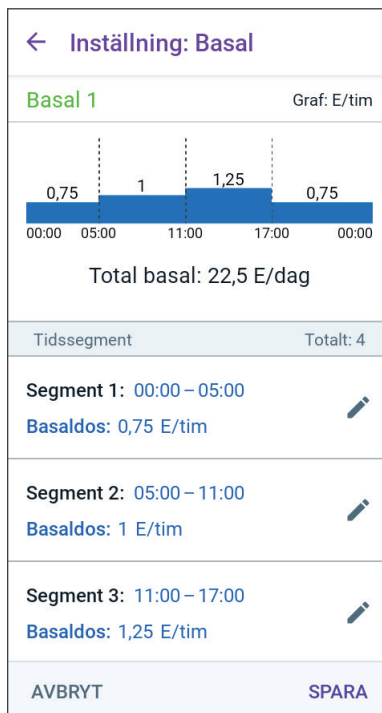 Inställning: Basal
Basal 1 Graf: E/tim
0,75 1 1,25 0,75
00:00 05:00 11:00 17:00 00:00
Total basal: 22,5 E/dag
Tidssegment Totalt: 4
Segment 1: 00:00 – 05:00
Basaldos: 0,75 E/tim
Segment 2: 05:00 – 11:00
Basaldos: 1 E/tim
Segment 3: 11:00 – 17:00
Basaldos: 1,25 E/tim
AVBRYT SPARA